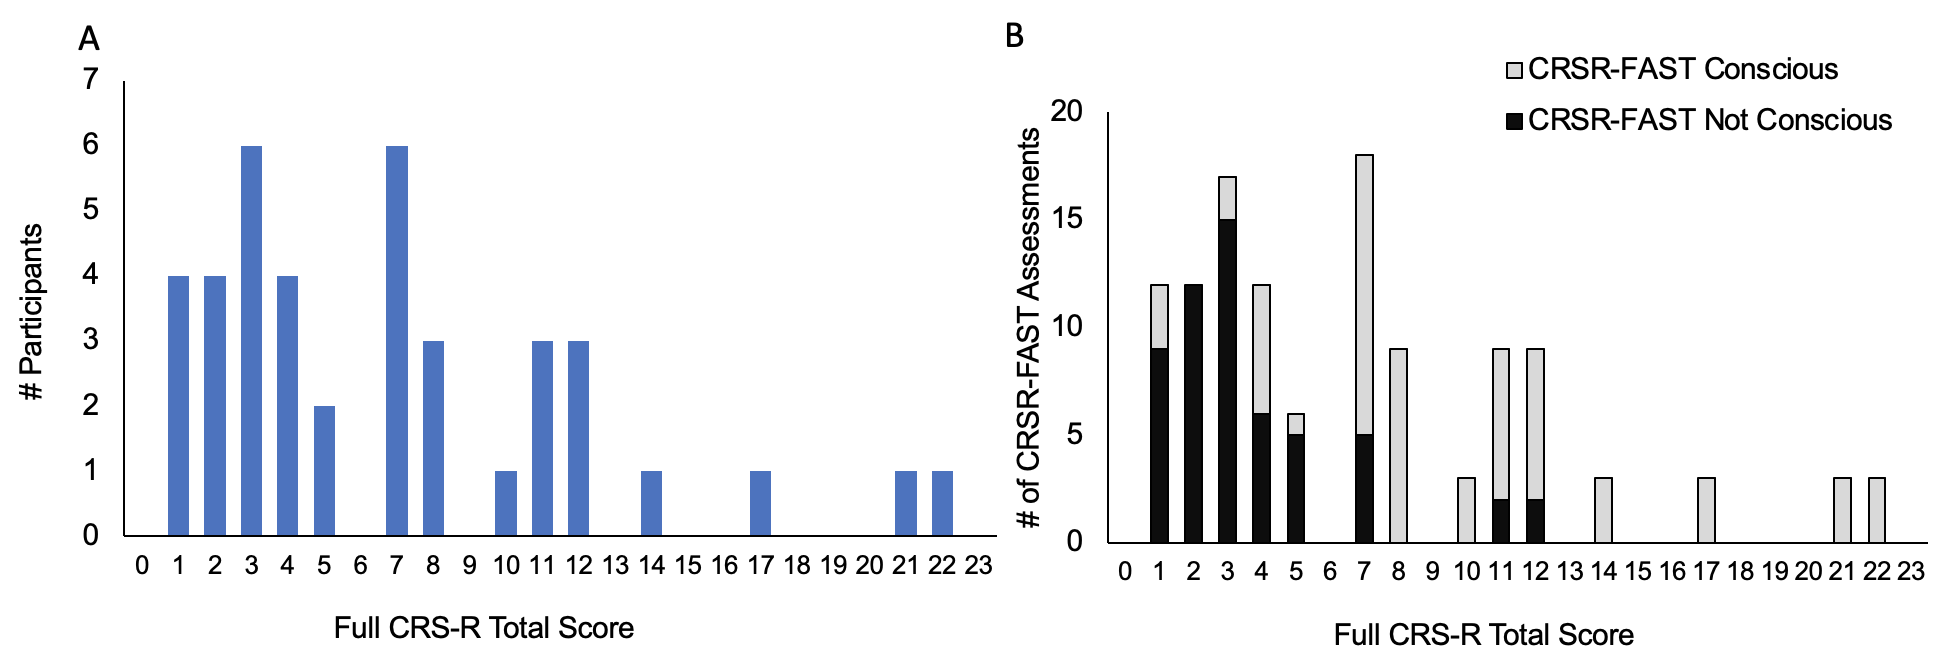 A
7
6
5
4
3
2
1
0
# Participants
0 1 2 3 4 5 6 7 8 9 10 11 12 13 14 15 16 17 18 19 20 21 22 23
Full CRS-R Total Score
B
CRSR-FAST Conscious
CRSR-FAST Not Conscious
20
15
10
5
0
# of CRSR-FAST Assessments
0 1 2 3 4 5 6 7 8 9 10 11 12 13 14 15 16 17 18 19 20 21 22 23
Full CRS-R Total Score